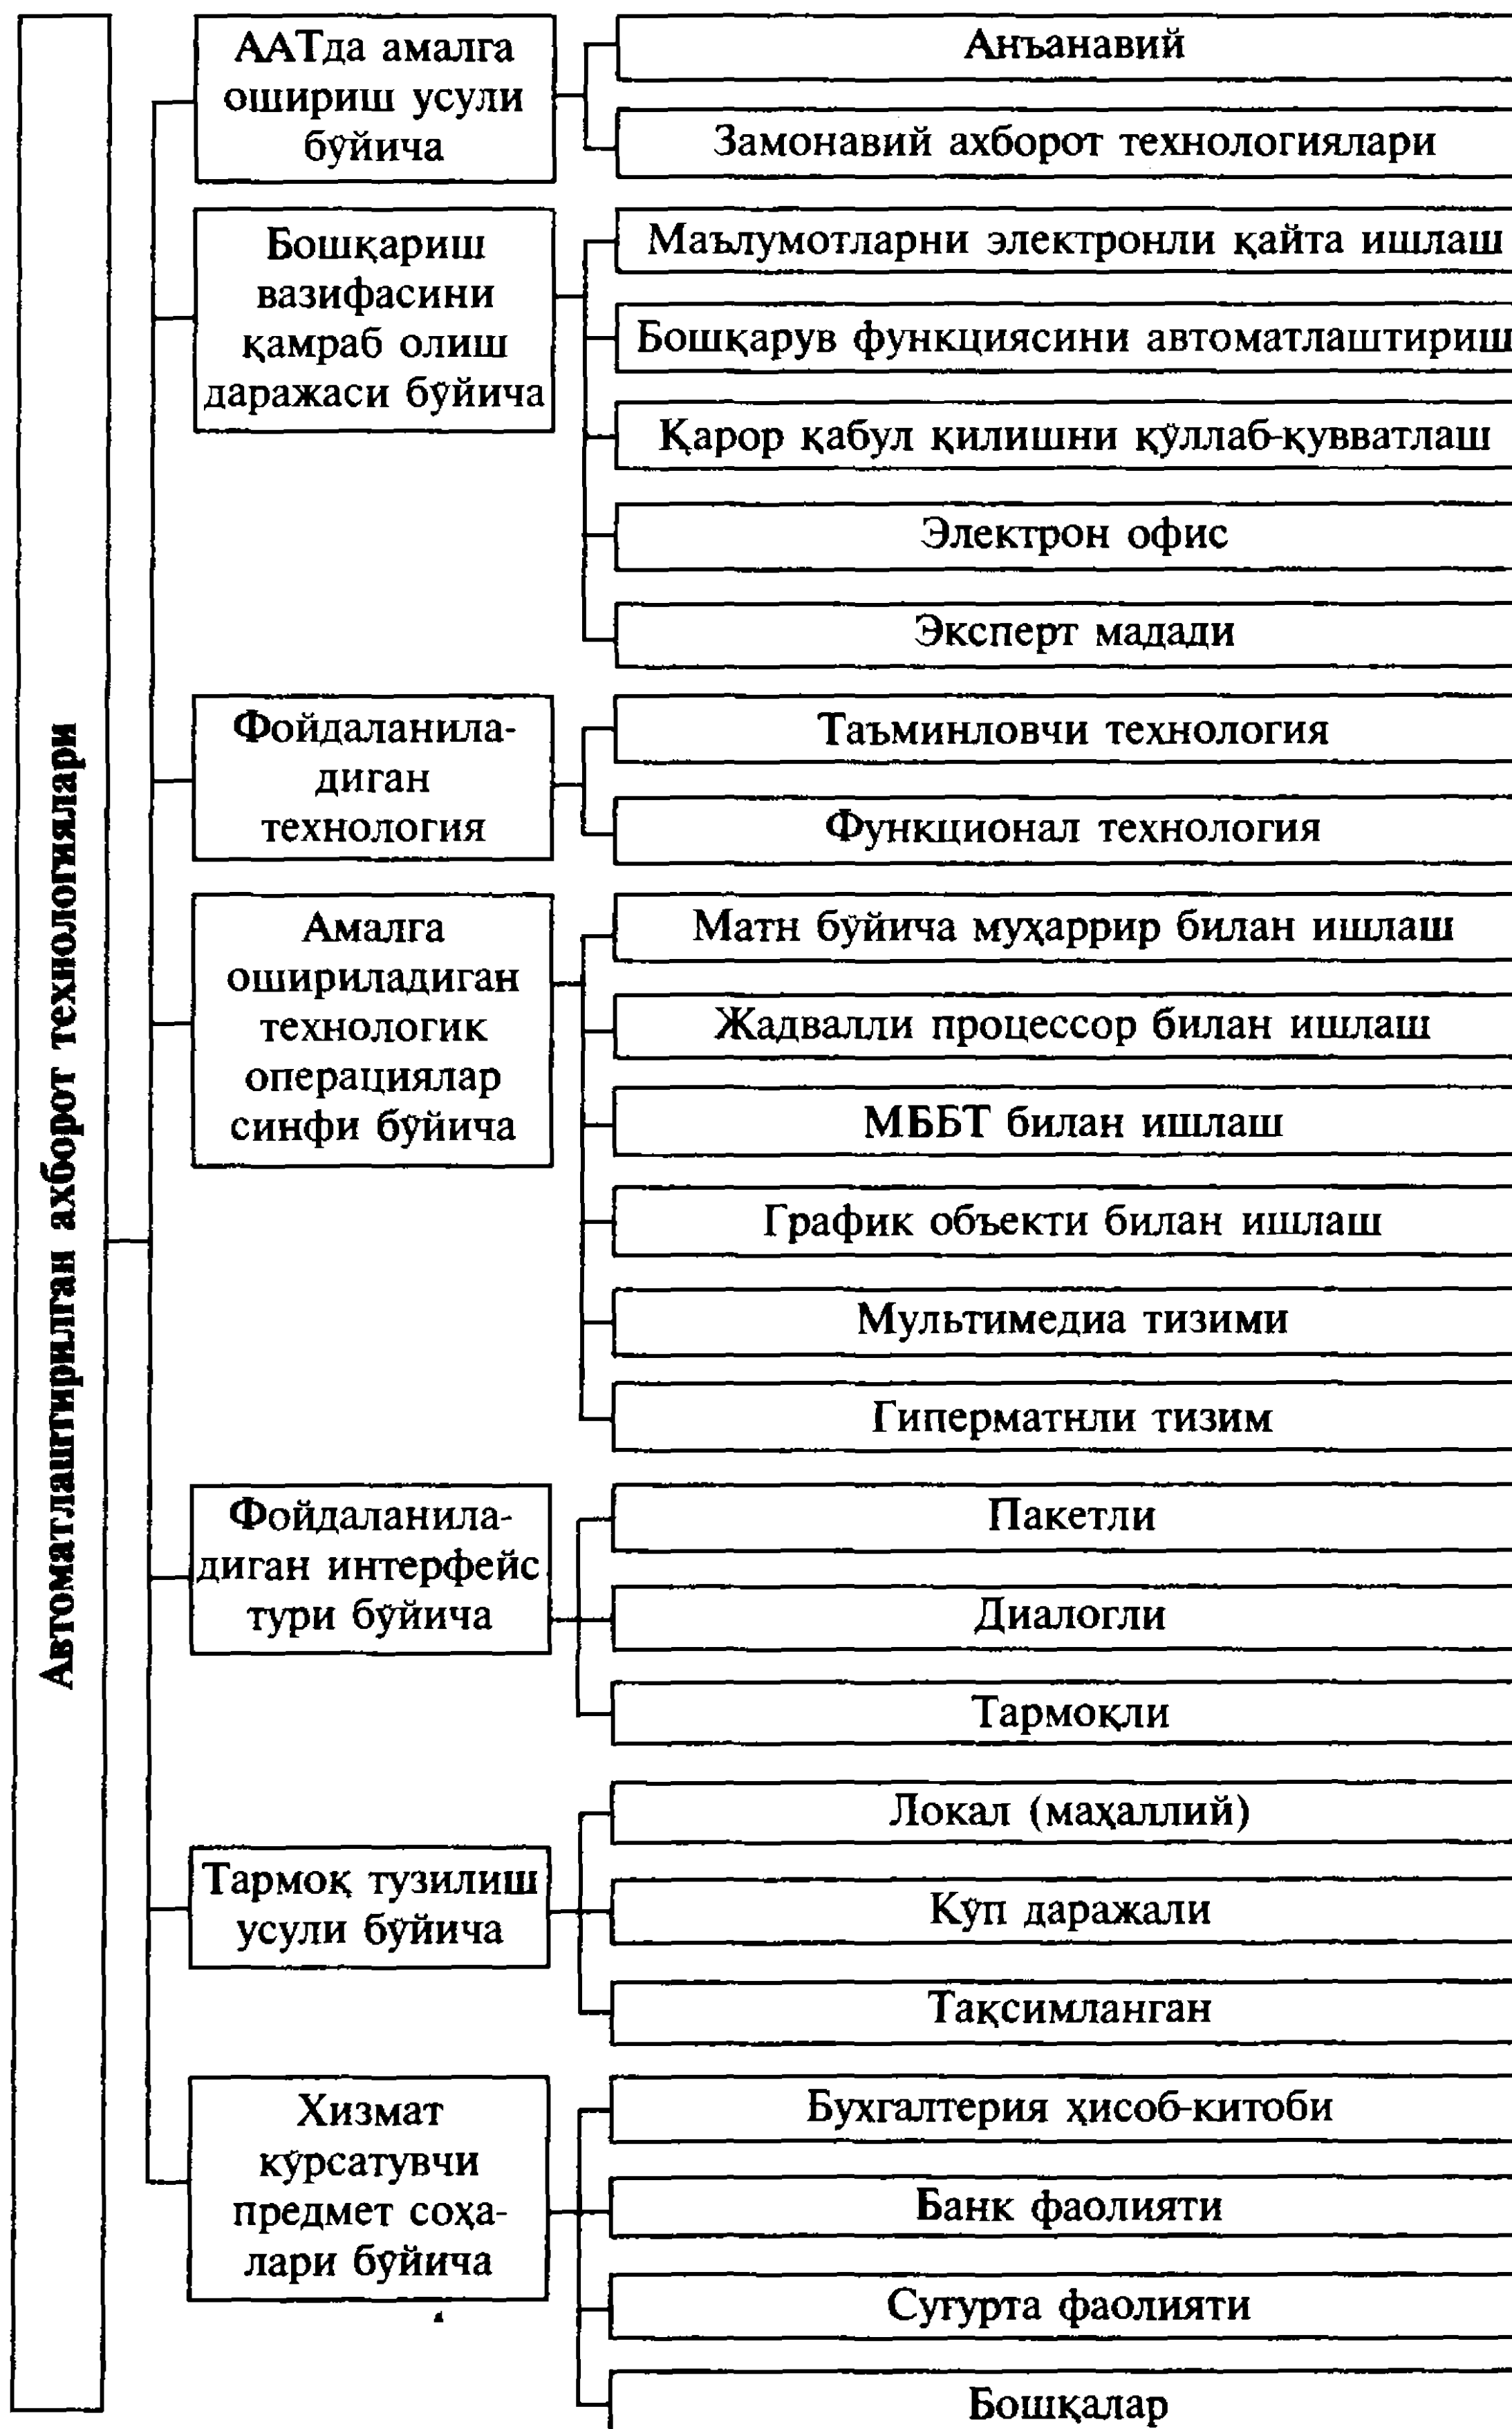 Автоматлаштирилган ахборот технологиялари
ААТда амалга
ошириш усули
бўйича
Анъанавий
Замонавий ахборот технологиялари
Бошқариш
вазифасини
қамраб олиш
даражаси бўйича
Маълумотларни электронли қайта ишлаш
Бошқарув функциясини автоматлаштириш
Қарор қабул қилишни қўллаб-қувватлаш
Электрон офис
Эксперт мадади
Фойдаланила-
диган
технология
Таъминловчи технология
Функционал технология
Амалга
ошириладиган
технологик
операциялар
синфи бўйича
Матн бўйича муҳаррир билан ишлаш
Жадвалли процессор билан ишлаш
МББТ билан ишлаш
График объекти билан ишлаш
Мультимедиа тизими
Гиперматнли тизим
Фойдаланила-
диган интерфейс
тури бўйича
Пакетли
Диалогли
Тармоқли
Тармоқ тузилиш
усули бўйича
Локал (маҳаллий)
Кўп даражали
Тақсимланган
Хизмат
кўрсатувчи
предмет соҳа-
лари бўйича
Бухгалтерия ҳисоб-китоби
Банк фаолияти
Суғурта фаолияти
Бошқалар